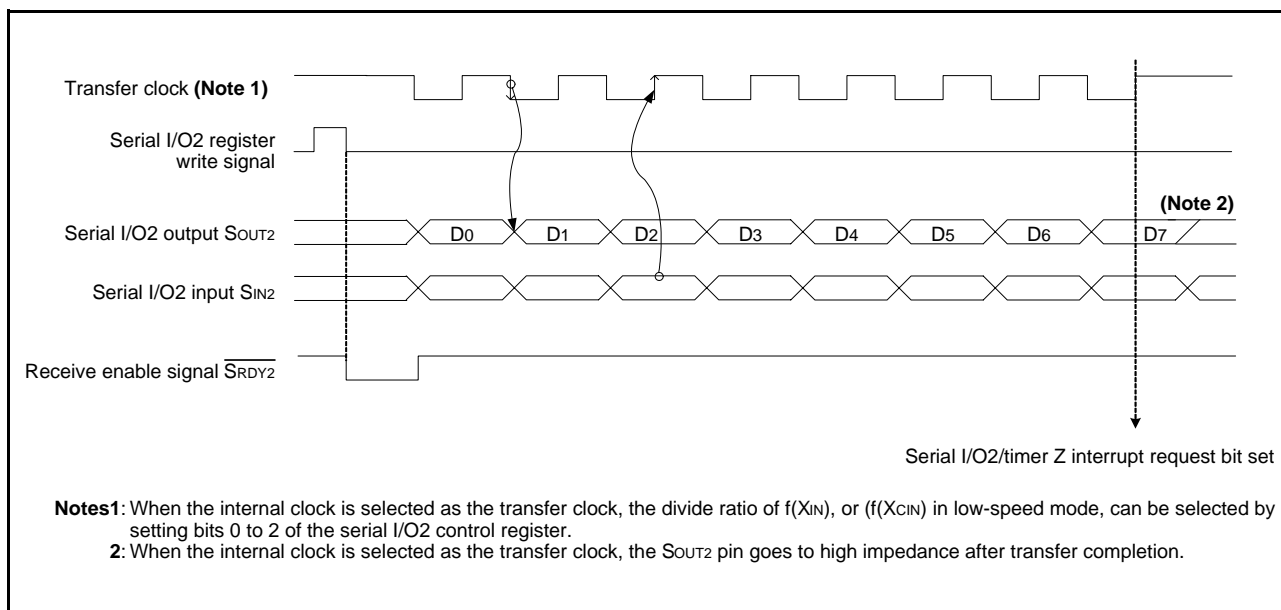 Transfer clock (Note 1)
Serial I/O2 register
write signal
(Note 2)
Serial I/O2 output SOUT2
D0 D1 D2 D3 D4 D5 D6 D7
Serial I/O2 input SIN2
Receive enable signal S̅R̅D̅Y̅2̅
Serial I/O2/timer Z interrupt request bit set
Notes1: When the internal clock is selected as the transfer clock, the divide ratio of f(XIN), or (f(XCIN) in low-speed mode, can be selected by
setting bits 0 to 2 of the serial I/O2 control register.
2: When the internal clock is selected as the transfer clock, the SOUT2 pin goes to high impedance after transfer completion.